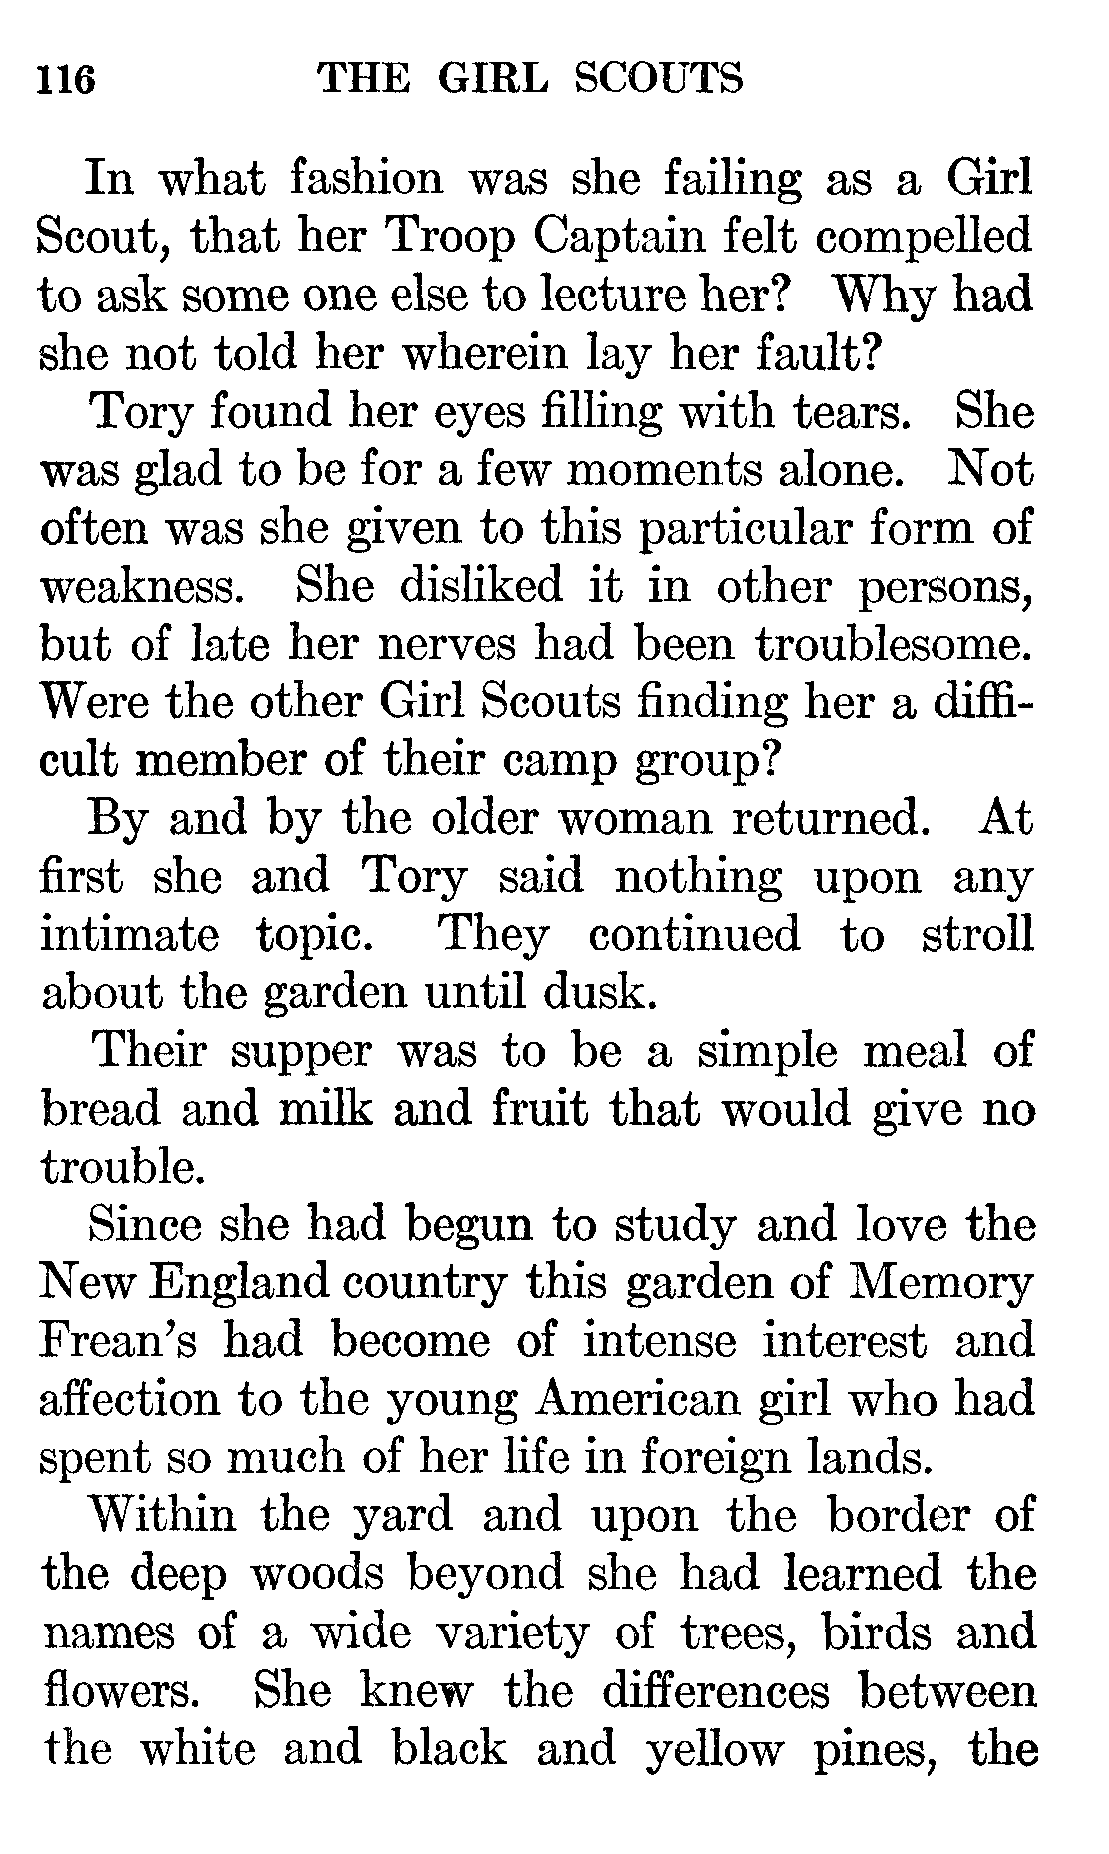 116 THE GIRL SCOUTS
In what fashion was she failing as a Girl
Scout, that her Troop Captain felt compelled
to ask some one else to lecture her? Why had
she not told her wherein lay her fault?
Tory found her eyes filling with tears. She
was glad to be for a few moments alone. Not
often was she given to this particular form of
weakness. She disliked it in other persons,
but of late her nerves had been troublesome.
Were the other Girl Scouts finding her a diffi-
cult member of their camp group?
By and by the older woman returned. At
first she and Tory said nothing upon any
intimate topic. They continued to stroll
about the garden until dusk.
Their supper was to be a simple meal of
bread and milk and fruit that would give no
trouble.
Since she had begun to study and love the
New England country this garden of Memory
Frean's had become of intense interest and
affection to the young American girl who had
spent so much of her life in foreign lands.
Within the yard and upon the border of
the deep woods beyond she had learned the
names of a wide variety of trees, birds and
flowers. She knew the differences between
the white and black and yellow pines, the